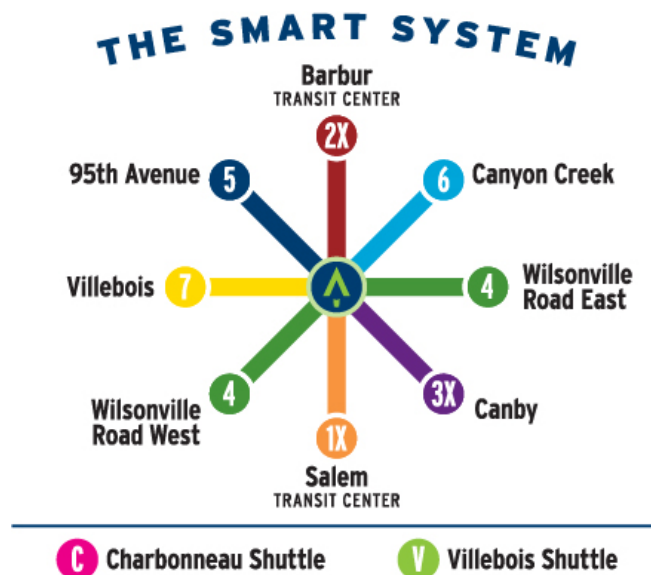 THE SMART SYSTEM
Barbur
TRANSIT CENTER
2X
95th Avenue
5
6
Canyon Creek
Villebois
7
4
Wilsonville
Road East
Wilsonville
Road West
4
3X
Canby
1X
Salem
TRANSIT CENTER
C Charbonneau Shuttle
V Villebois Shuttle